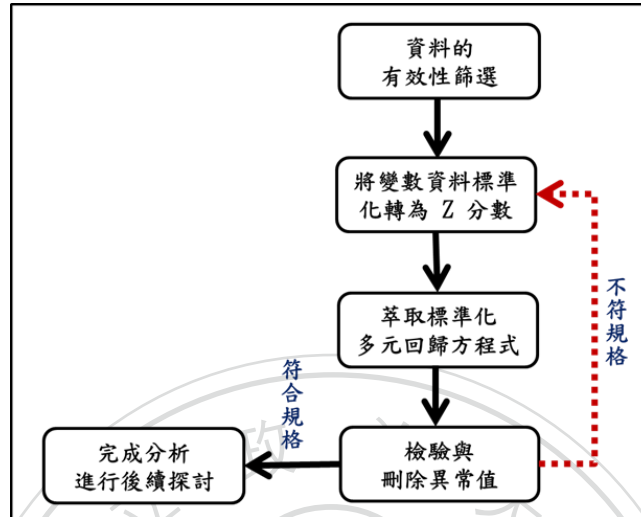 資料的
有效性篩選
將變數資料標準
化轉為 Z 分數
萃取標準化
多元回歸方程式
不符規格
符合規格
檢驗與
刪除異常值
完成分析
進行後續探討
政